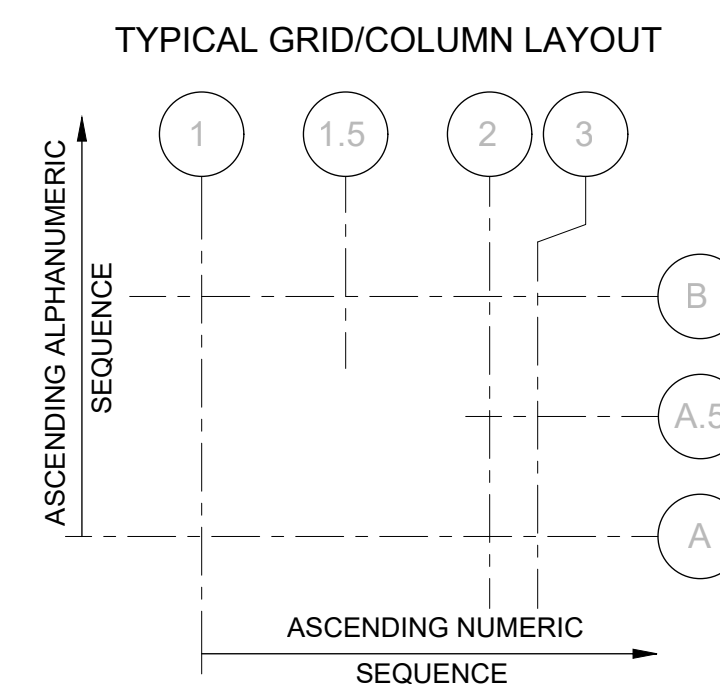 TYPICAL GRID/COLUMN LAYOUT
1
1.5
2
3
ASCENDING ALPHANUMERIC
SEQUENCE
B
A.5
A
ASCENDING NUMERIC
SEQUENCE